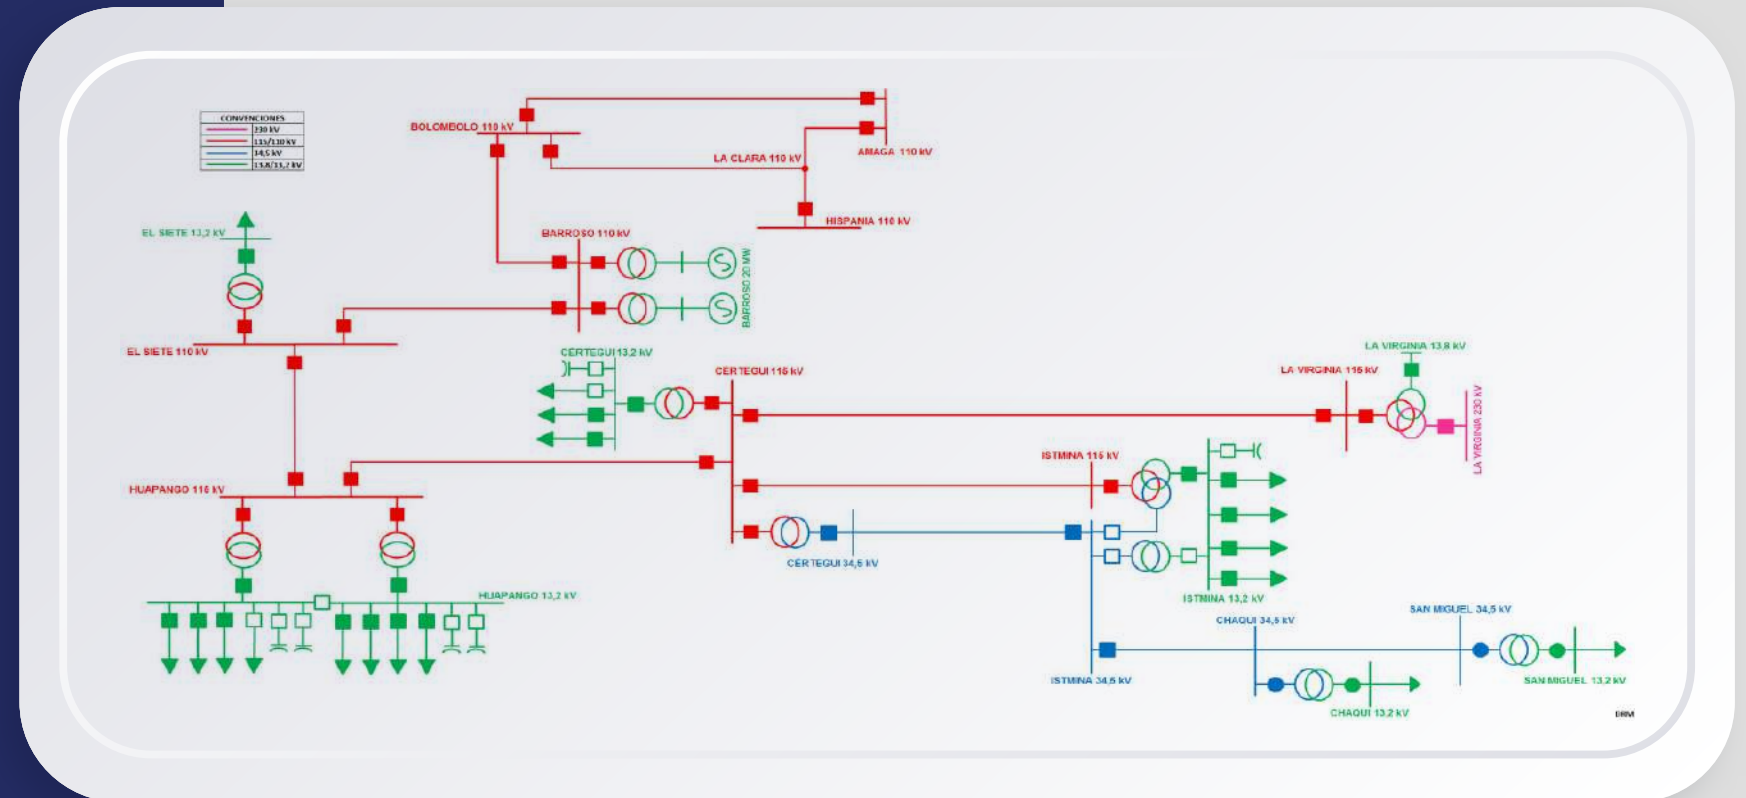 CONVENCIONES
230 kV
115/110 kV
34,5 kV
13,8/13,2 kV
BOLOMBOLO 110 kV
LA CLARA 110 kV
AMAGA 110 kV
HISPANIA 110 kV
EL SIETE 13,2 kV
BARROSO 110 kV
BARROSO 20 MW
EL SIETE 110 kV
CERTEGUI 13,2 kV
CERTEGUI 115 kV
LA VIRGINIA 115 kV
LA VIRGINIA 13,8 kV
LA VIRGINIA 230 kV
ISTMINA 115 kV
HUAPANGO 115 kV
CERTEGUI 34,5 kV
HUAPANGO 13,2 kV
ISTMINA 13,2 kV
CHAQUI 34,5 kV
SAN MIGUEL 34,5 kV
ISTMINA 34,5 kV
SAN MIGUEL 13,2 kV
CHAQUI 13,2 kV